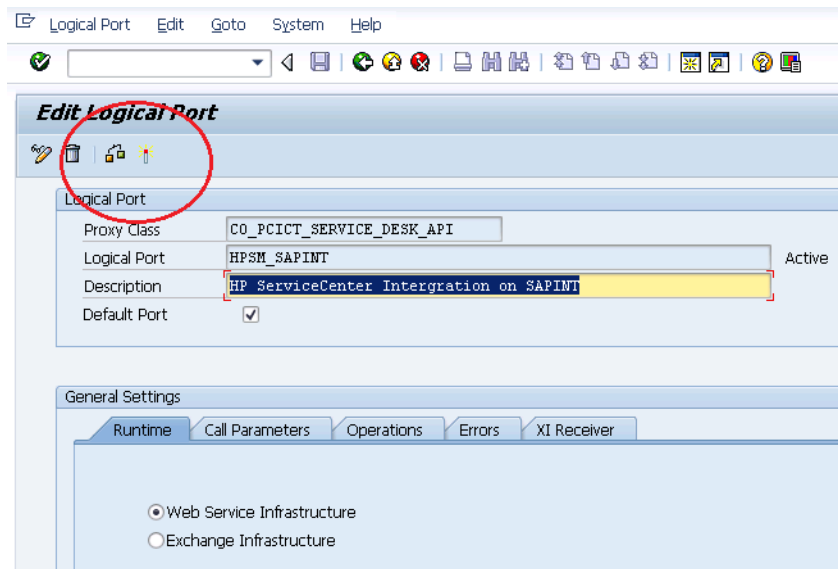 Logical Port Edit Goto System Help
Edit Logical Port
Logical Port
Proxy Class CO_PCICT_SERVICE_DESK_API
Logical Port HPSM_SAPINT Active
Description HP ServiceCenter Intergration on SAPINT
Default Port
General Settings
Runtime Call Parameters Operations Errors XI Receiver
Web Service Infrastructure
Exchange Infrastructure